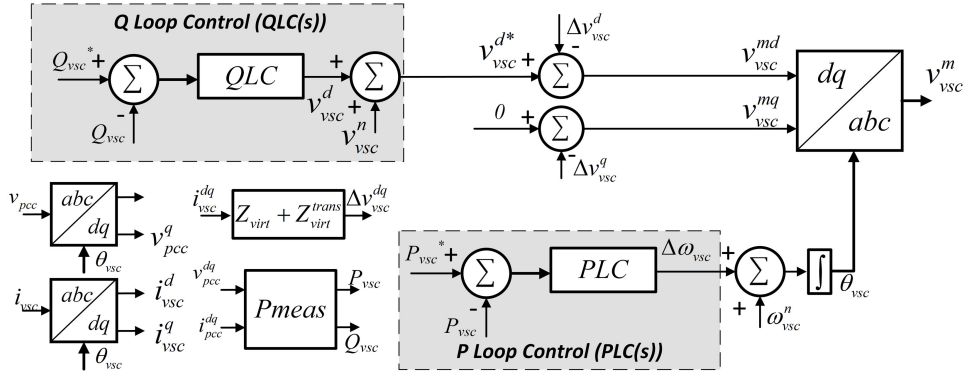 Q Loop Control (QLC(s))
Q_vsc* + ∑ QLC + ∑
-
Q_vsc
v_vsc^d +
v_vsc^n
v_vsc^d* + ∑
Δv_vsc^d
-
v_vsc^md
0 + ∑
-
Δv_vsc^q
v_vsc^mq
dq
abc
v_vsc^m
v_pcc abc
dq
v_pcc^q
θ_vsc
i_vsc^dq Z_virt + Z_virt^trans Δv_vsc^dq
i_vsc abc
dq
i_vsc^d
i_vsc^q
θ_vsc
v_pcc^dq
i_pcc^dq
Pmeas
P_vsc
Q_vsc
P_vsc* + ∑ PLC Δω_vsc + ∑ ∫ θ_vsc
-
P_vsc
+
ω_vsc^n
P Loop Control (PLC(s))